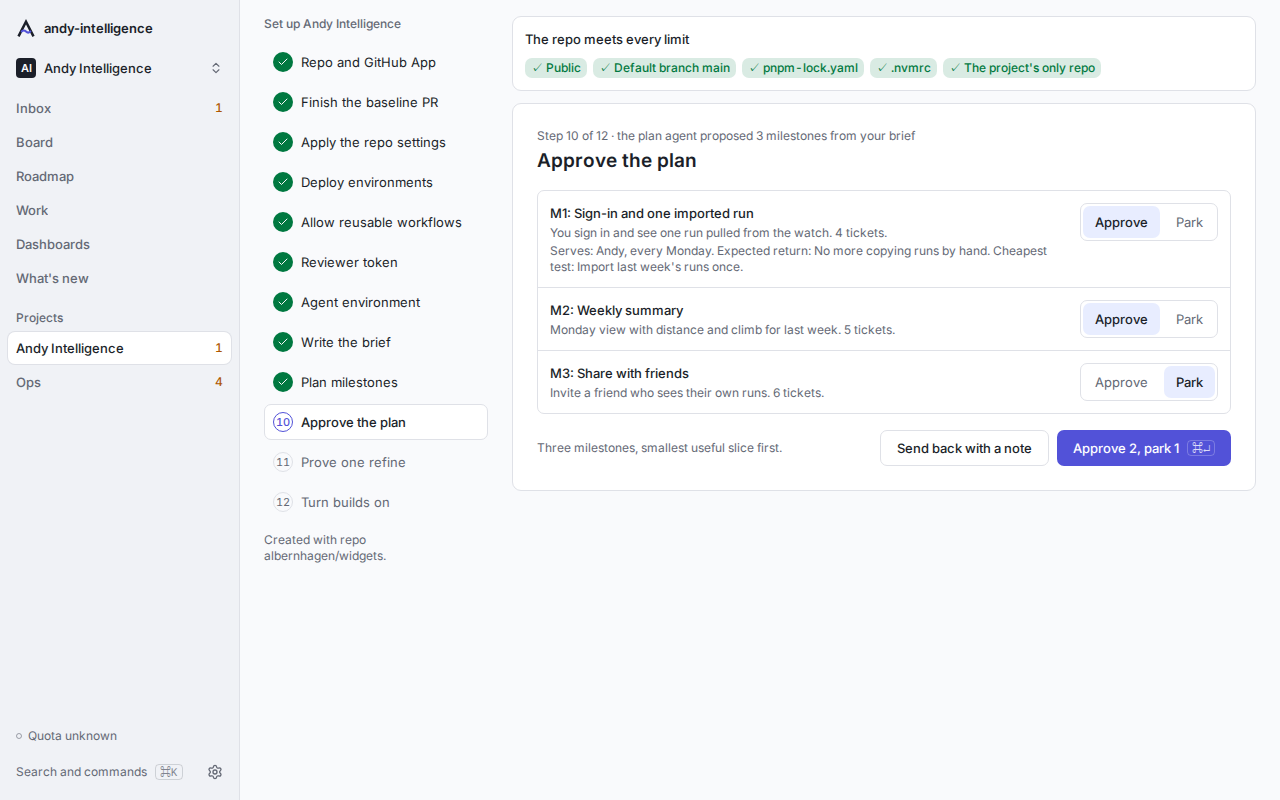 andy-intelligence
AI Andy Intelligence
Inbox 1
Board
Roadmap
Work
Dashboards
What's new
Projects
Andy Intelligence 1
Ops 4
Quota unknown
Search and commands ⌘K
Set up Andy Intelligence
Repo and GitHub App
Finish the baseline PR
Apply the repo settings
Deploy environments
Allow reusable workflows
Reviewer token
Agent environment
Write the brief
Plan milestones
10 Approve the plan
11 Prove one refine
12 Turn builds on
Created with repo
albernhagen/widgets.
The repo meets every limit
✓ Public ✓ Default branch main ✓ pnpm-lock.yaml ✓ .nvmrc ✓ The project's only repo
Step 10 of 12 · the plan agent proposed 3 milestones from your brief
Approve the plan
M1: Sign-in and one imported run
You sign in and see one run pulled from the watch. 4 tickets.
Serves: Andy, every Monday. Expected return: No more copying runs by hand. Cheapest
test: Import last week's runs once.
Approve Park
M2: Weekly summary
Monday view with distance and climb for last week. 5 tickets.
Approve Park
M3: Share with friends
Invite a friend who sees their own runs. 6 tickets.
Approve Park
Three milestones, smallest useful slice first.
Send back with a note
Approve 2, park 1 ⌘↵